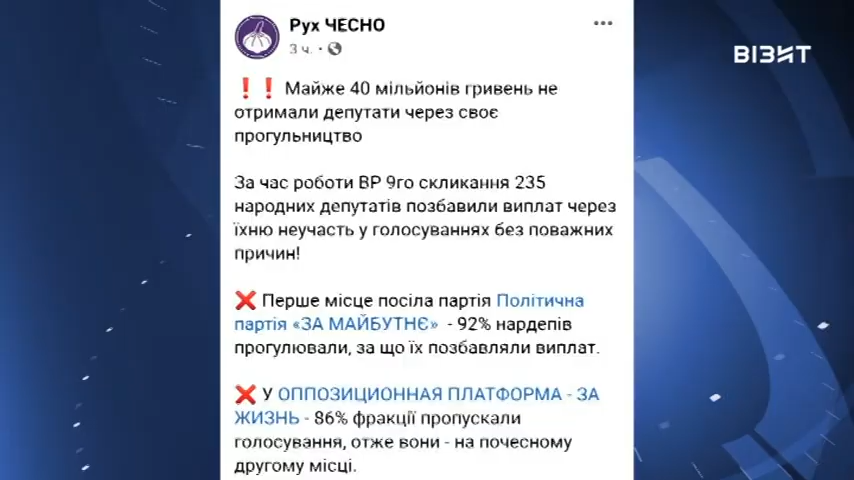 Рух ЧЕСНО
3 ч. ·
ВІЗИТ
❗❗ Майже 40 мільйонів гривень не
отримали депутати через своє
прогульництво
За час роботи ВР 9го скликання 235
народних депутатів позбавили виплат через
їхню неучасть у голосуваннях без поважних
причин!
❌ Перше місце посіла партія Політична
партія «ЗА МАЙБУТНЄ» - 92% нардепів
прогулювали, за що їх позбавляли виплат.
❌ У ОППОЗИЦИОННАЯ ПЛАТФОРМА - ЗА
ЖИЗНЬ - 86% фракції пропускали
голосування, отже вони - на почесному
другому місці.